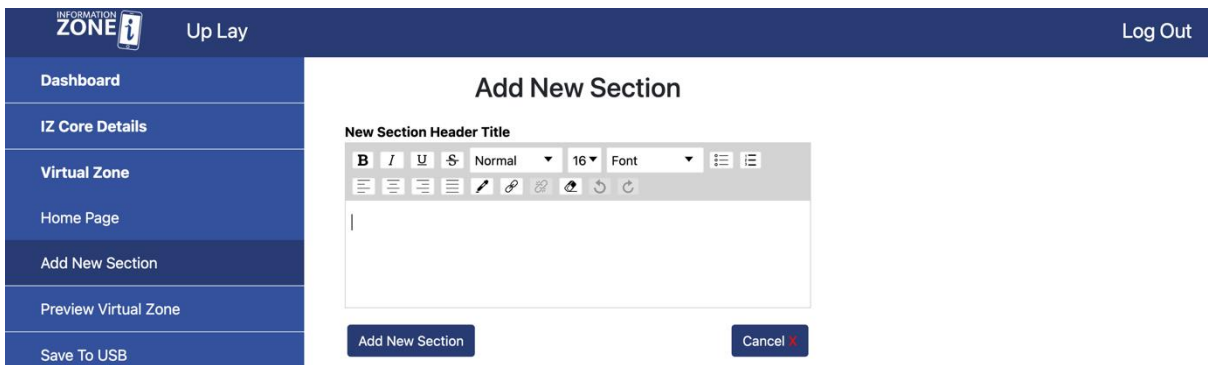 INFORMATION
ZONE i
Up Lay
Log Out
Dashboard
IZ Core Details
Virtual Zone
Home Page
Add New Section
Preview Virtual Zone
Save To USB
Add New Section
New Section Header Title
B I U S Normal 16 Font
Add New Section
Cancel X